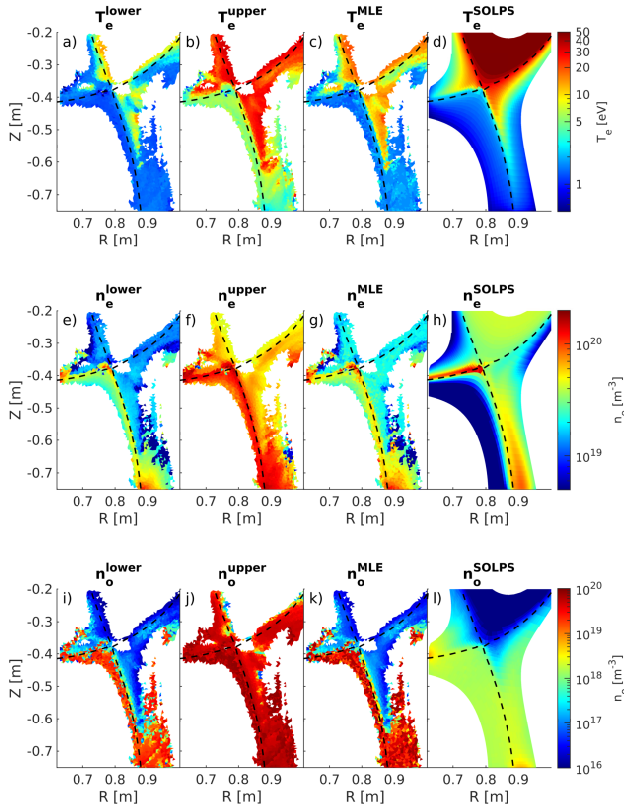 T_e^lower T_e^upper T_e^MLE T_e^SOLPS
a) b) c) d)
-0.2
-0.3
-0.4
-0.5
-0.6
-0.7
Z [m]
0.7 0.8 0.9 0.7 0.8 0.9 0.7 0.8 0.9 0.7 0.8 0.9
R [m] R [m] R [m] R [m]
50
40
30
20
10
5
1
T_e [eV]
n_e^lower n_e^upper n_e^MLE n_e^SOLPS
e) f) g) h)
-0.2
-0.3
-0.4
-0.5
-0.6
-0.7
Z [m]
0.7 0.8 0.9 0.7 0.8 0.9 0.7 0.8 0.9 0.7 0.8 0.9
R [m] R [m] R [m] R [m]
10^20
10^19
[m^-3]
n_o^lower n_o^upper n_o^MLE n_o^SOLPS
i) j) k) l)
-0.2
-0.3
-0.4
-0.5
-0.6
-0.7
Z [m]
0.7 0.8 0.9 0.7 0.8 0.9 0.7 0.8 0.9 0.7 0.8 0.9
R [m] R [m] R [m] R [m]
10^20
10^19
10^18
10^17
10^16
[m^-3]